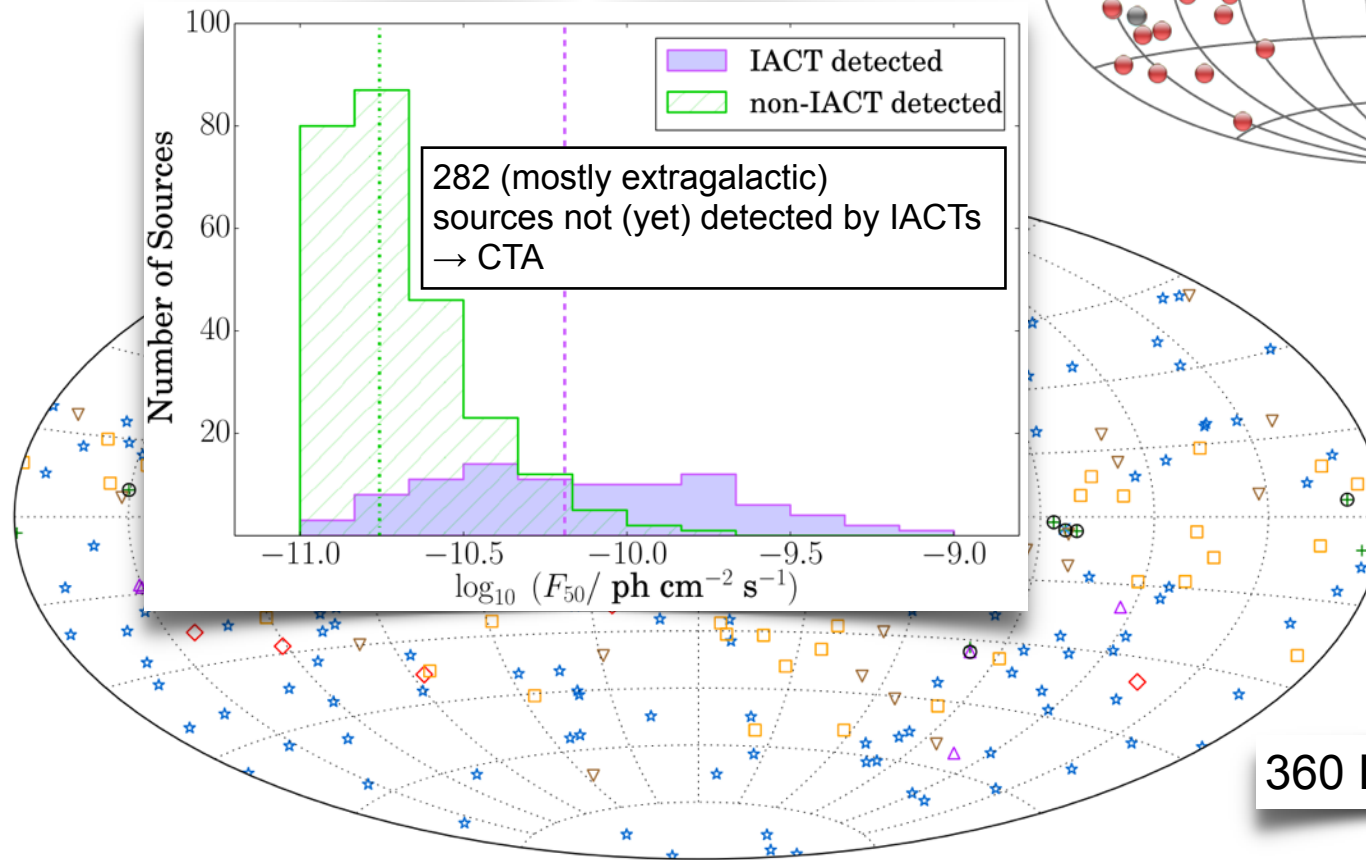 100
80
60
40
20
Number of Sources
IACT detected
non-IACT detected
282 (mostly extragalactic)
sources not (yet) detected by IACTs
→ CTA
−11.0 −10.5 −10.0 −9.5 −9.0
log₁₀ (F₅₀/ ph cm⁻² s⁻¹)
360